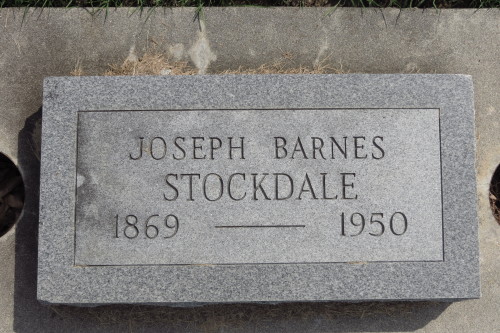 JOSEPH BARNES
STOCKDALE
1869 — 1950